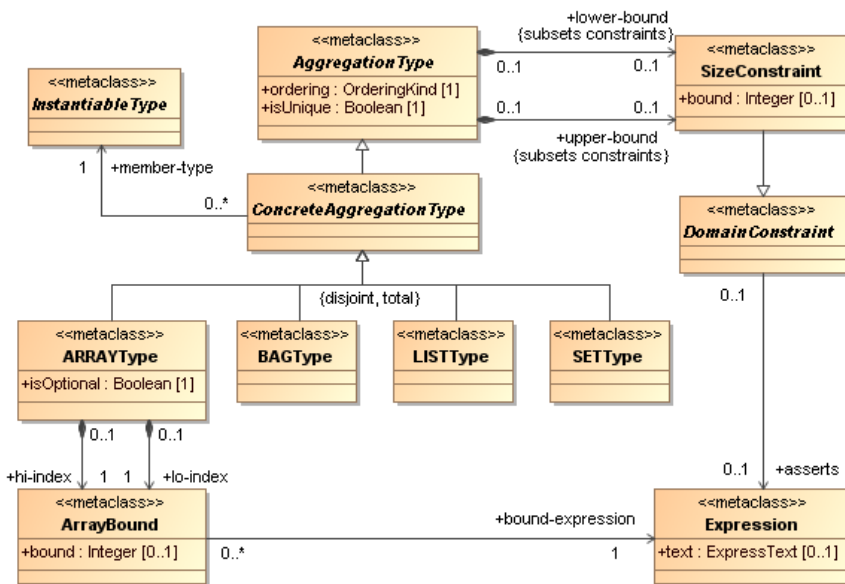 <<metaclass>>
AggregationType
+ordering : OrderingKind [1]
+isUnique : Boolean [1]
+lower-bound
{subsets constraints}
0..1
0..1
0..1
0..1
+upper-bound
{subsets constraints}
<<metaclass>>
SizeConstraint
+bound : Integer [0..1]
<<metaclass>>
InstantiableType
1
+member-type
0..*
<<metaclass>>
ConcreteAggregationType
<<metaclass>>
DomainConstraint
0..1
{disjoint, total}
<<metaclass>>
ARRAYType
+isOptional : Boolean [1]
<<metaclass>>
BAGType
<<metaclass>>
LISTType
<<metaclass>>
SETType
0..1
0..1
+hi-index
1
1
+lo-index
0..1
+asserts
<<metaclass>>
ArrayBound
+bound : Integer [0..1]
0..*
+bound-expression
1
<<metaclass>>
Expression
+text : ExpressText [0..1]